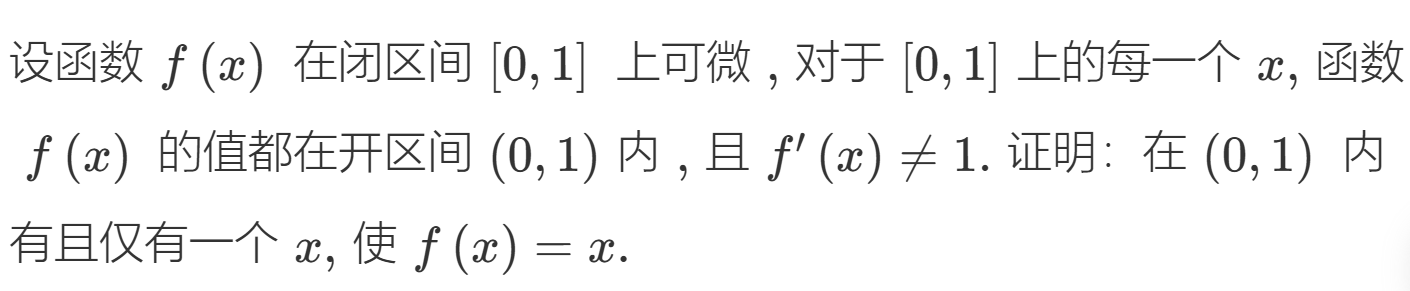 设函数 f (x) 在闭区间 [0, 1] 上可微 , 对于 [0, 1] 上的每一个 x, 函数
f (x) 的值都在开区间 (0, 1) 内 , 且 f′ (x) ≠ 1. 证明: 在 (0, 1) 内
有且仅有一个 x, 使 f (x) = x.